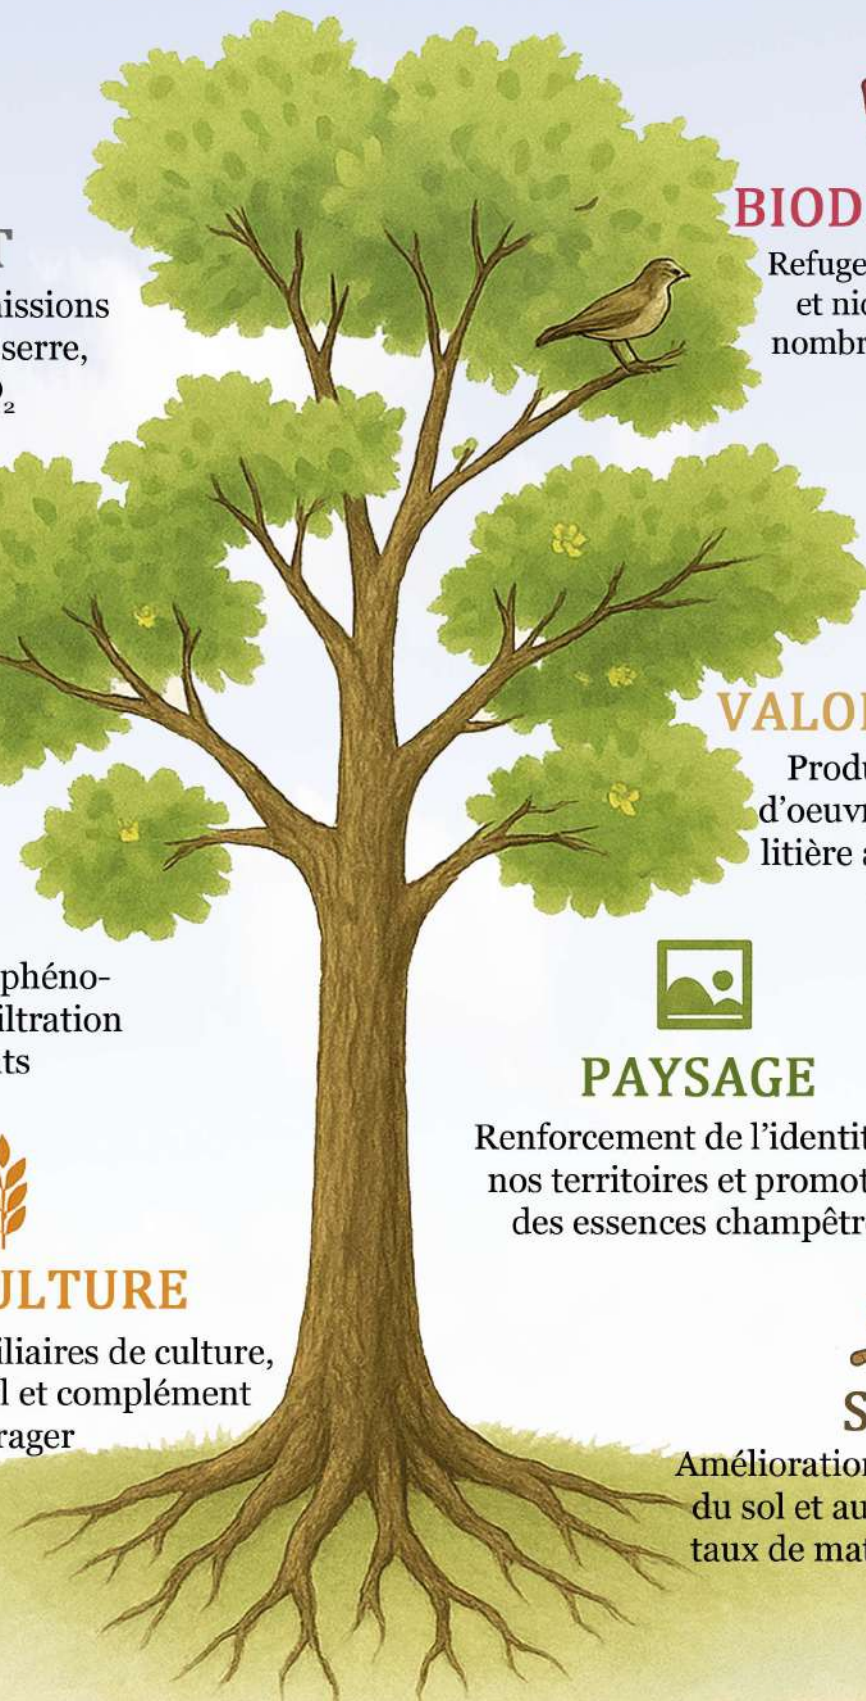 T
issions
serre,
2
BIOD
Refuge
et nic
nombr
VALO
Produ
d'oeuvr
litière a
phéno-
iltration
ts
PAYSAGE
Renforcement de l'identit
nos territoires et promot
des essences champêtr
ULTURE
iliaires de culture,
l et complément
rager
S
Amélioration
du sol et au
taux de mat